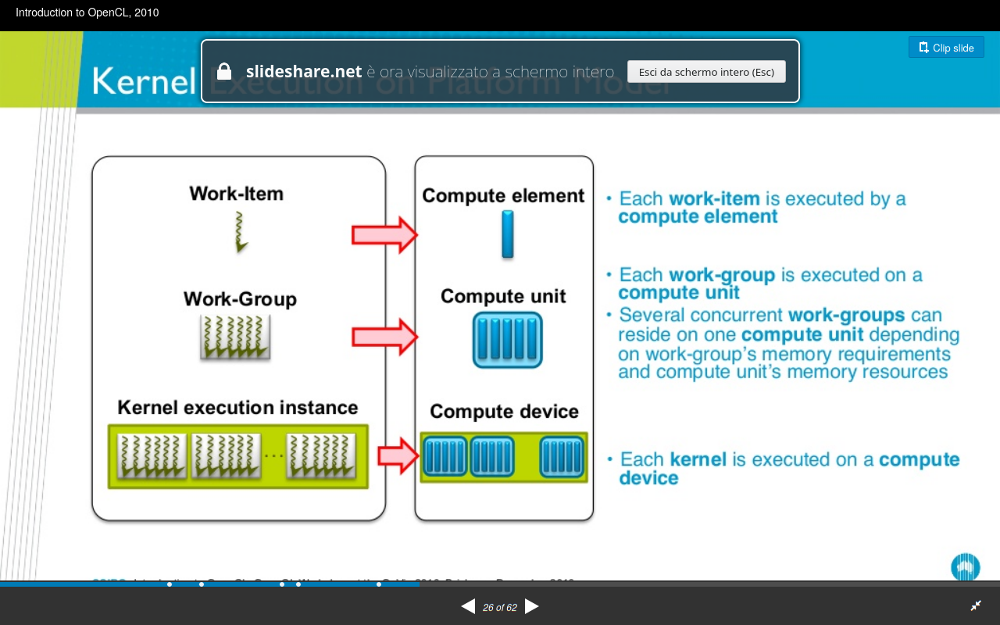 Introduction to OpenCL, 2010
Clip slide
slideshare.net è ora visualizzato a schermo intero
Esci da schermo intero (Esc)
Kernel Execution on Platform Model
Work-Item
Compute element
• Each work-item is executed by a
compute element
Work-Group
Compute unit
• Each work-group is executed on a
compute unit
• Several concurrent work-groups can
reside on one compute unit depending
on work-group's memory requirements
and compute unit's memory resources
Kernel execution instance
...
Compute device
• Each kernel is executed on a compute
device
26 of 62